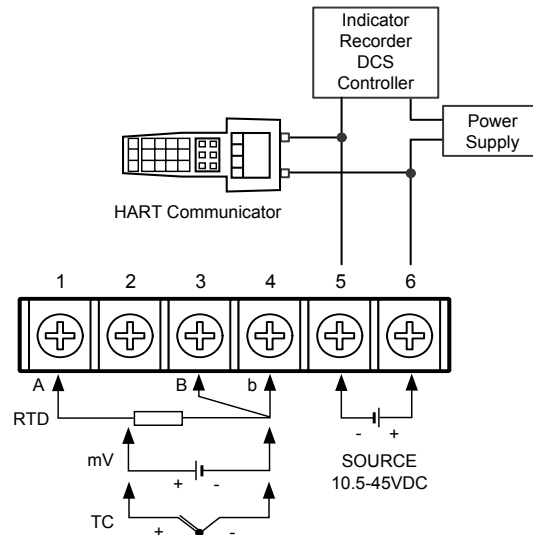 Indicator
Recorder
DCS
Controller
Power
Supply
HART Communicator
1 2 3 4 5 6
A B b
RTD
- +
mV
+ -
SOURCE
10.5-45VDC
TC
+ -